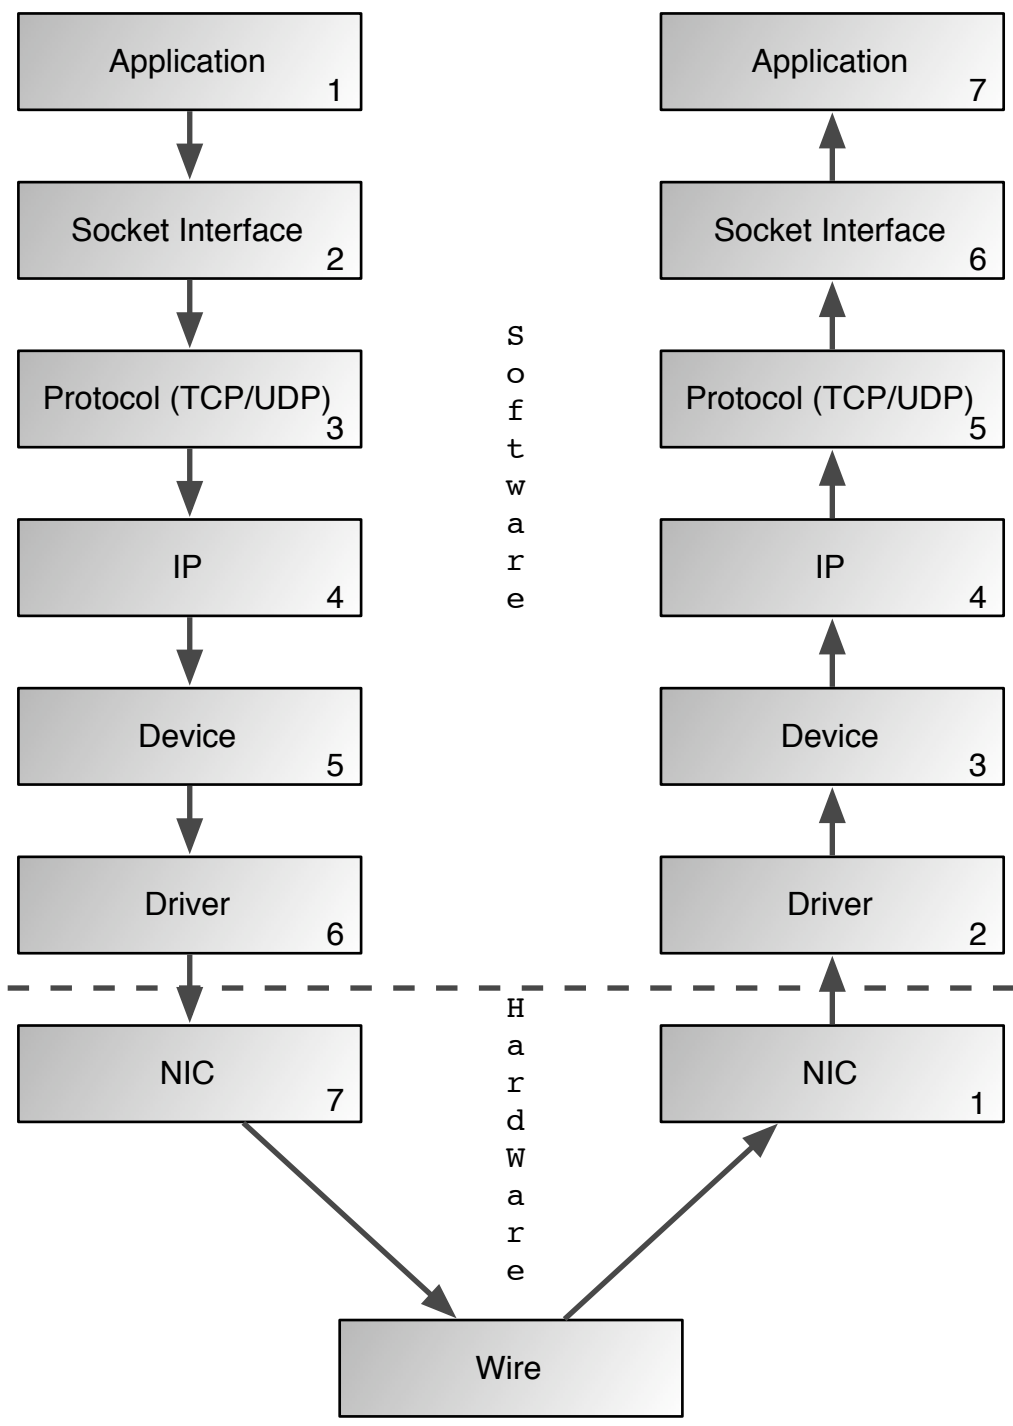 Application
1
Socket Interface
2
Protocol (TCP/UDP)
3
IP
4
Device
5
Driver
6
NIC
7
S
o
f
t
w
a
r
e
H
a
r
d
W
a
r
e
Application
7
Socket Interface
6
Protocol (TCP/UDP)
5
IP
4
Device
3
Driver
2
NIC
1
Wire